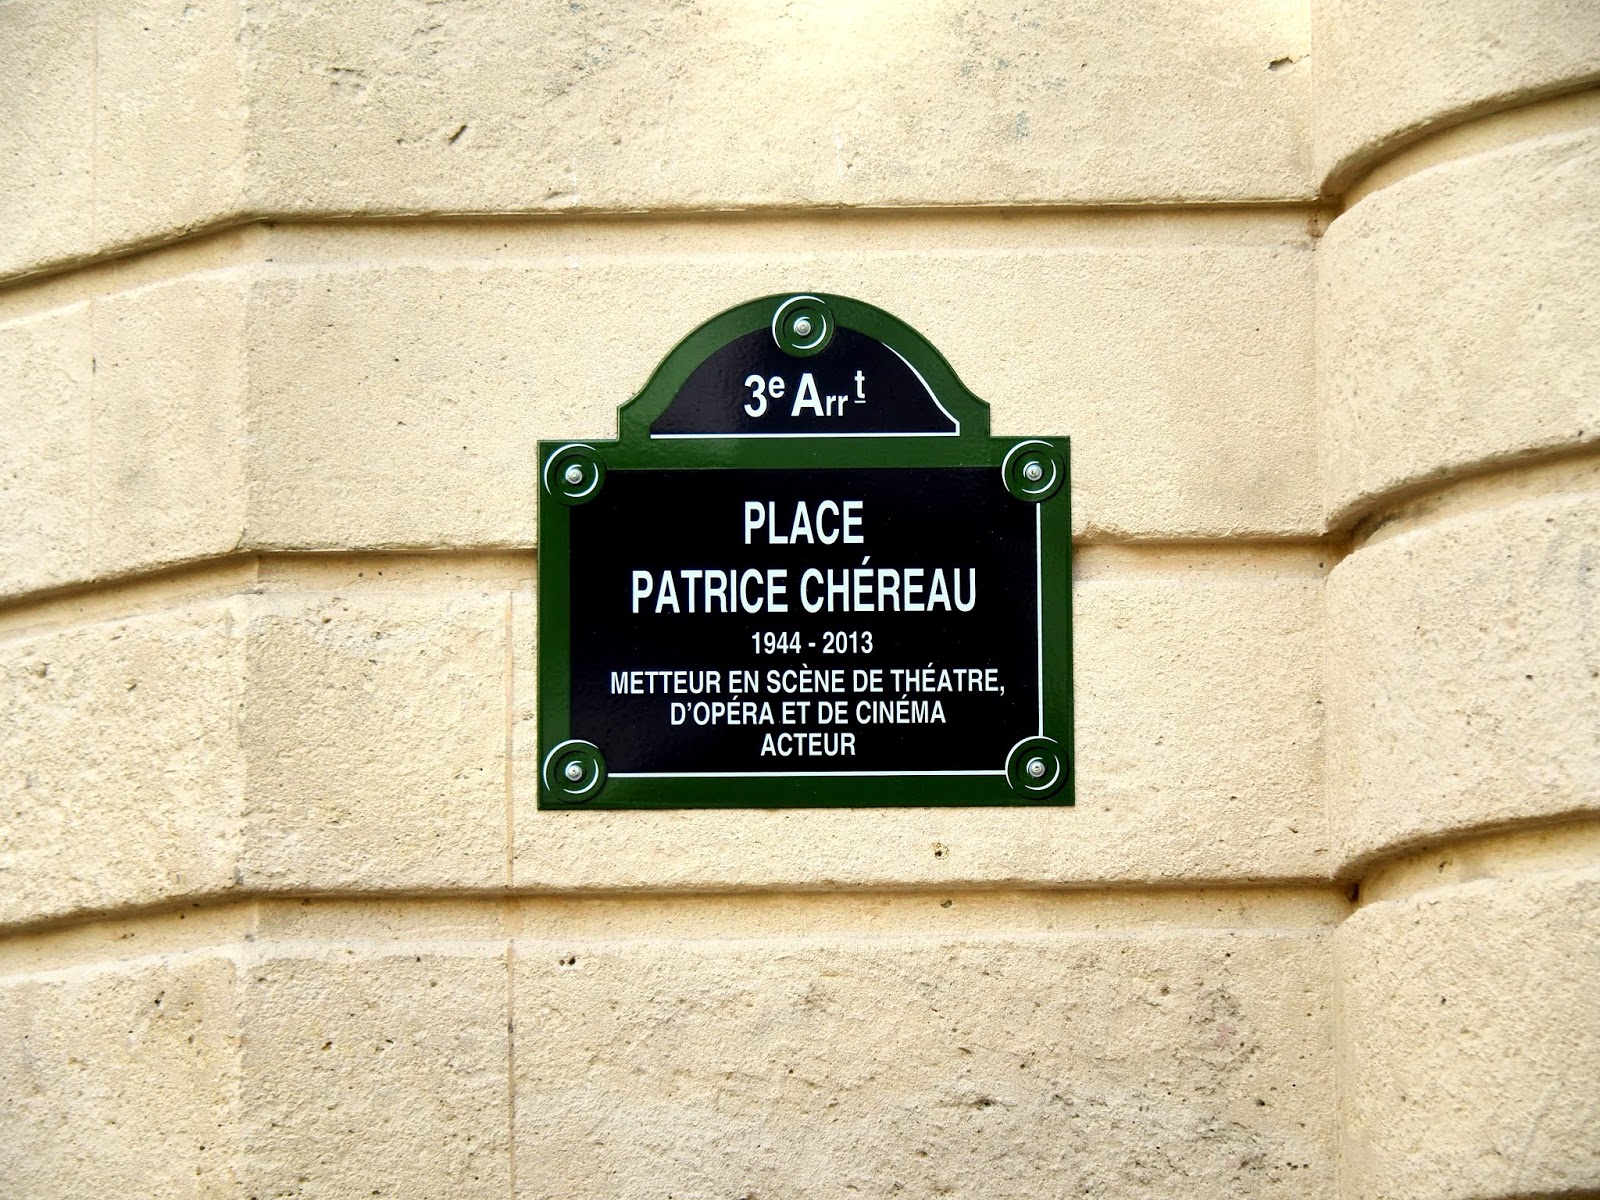 3e Arrt
PLACE
PATRICE CHÉREAU
1944 - 2013
METTEUR EN SCÈNE DE THÉATRE,
D'OPÉRA ET DE CINÉMA
ACTEUR